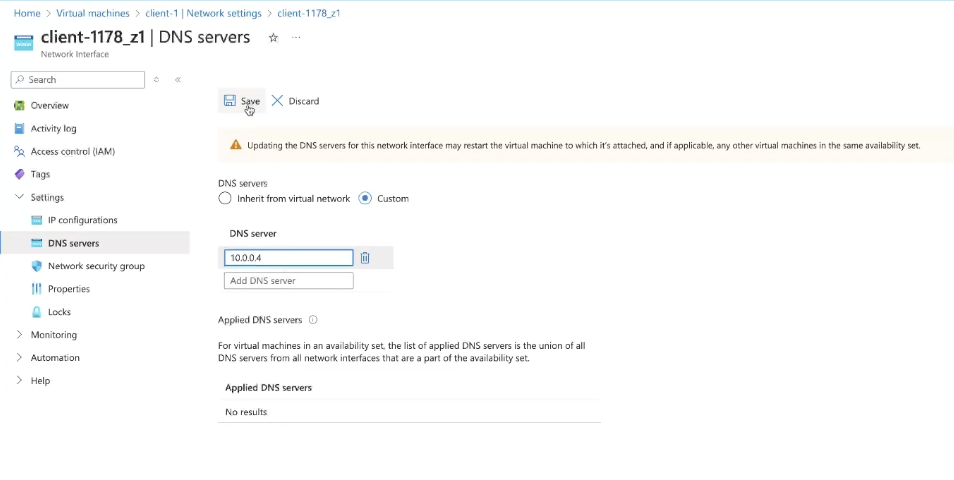 Home > Virtual machines > client-1 | Network settings > client-1178_z1
client-1178_z1 | DNS servers
Network Interface
Search
Overview
Activity log
Access control (IAM)
Tags
Settings
IP configurations
DNS servers
Network security group
Properties
Locks
Monitoring
Automation
Help
Save Discard
Updating the DNS servers for this network interface may restart the virtual machine to which it's attached, and if applicable, any other virtual machines in the same availability set.
DNS servers
Inherit from virtual network Custom
DNS server
10.0.0.4
Add DNS server
Applied DNS servers
For virtual machines in an availability set, the list of applied DNS servers is the union of all
DNS servers from all network interfaces that are a part of the availability set.
Applied DNS servers
No results